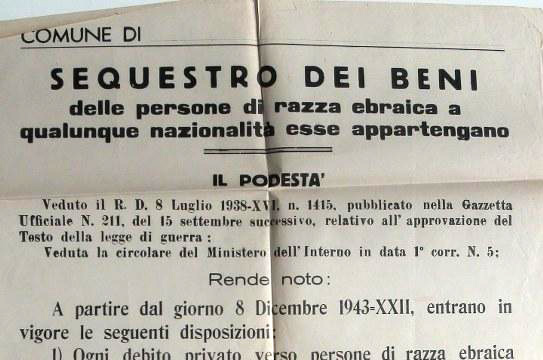 COMUNE DI
SEQUESTRO DEI BENI
delle persone di razza ebraica a
qualunque nazionalità esse appartengano
IL PODESTA'
Veduto il R. D. 8 Luglio 1938-XVI, n. 1415, pubblicato nella Gazzetta
Ufficiale N. 211, del 15 settembre successivo, relativo all'approvazione del
Testo della legge di guerra:
Veduta la circolare del Ministero dell'Interno in data 1° corr. N. 5;
Rende noto:
A partire dal giorno 8 Dicembre 1943-XXII, entrano in
vigore le seguenti disposizioni:
1) Ogni debito privato verso persone di razza ebraica